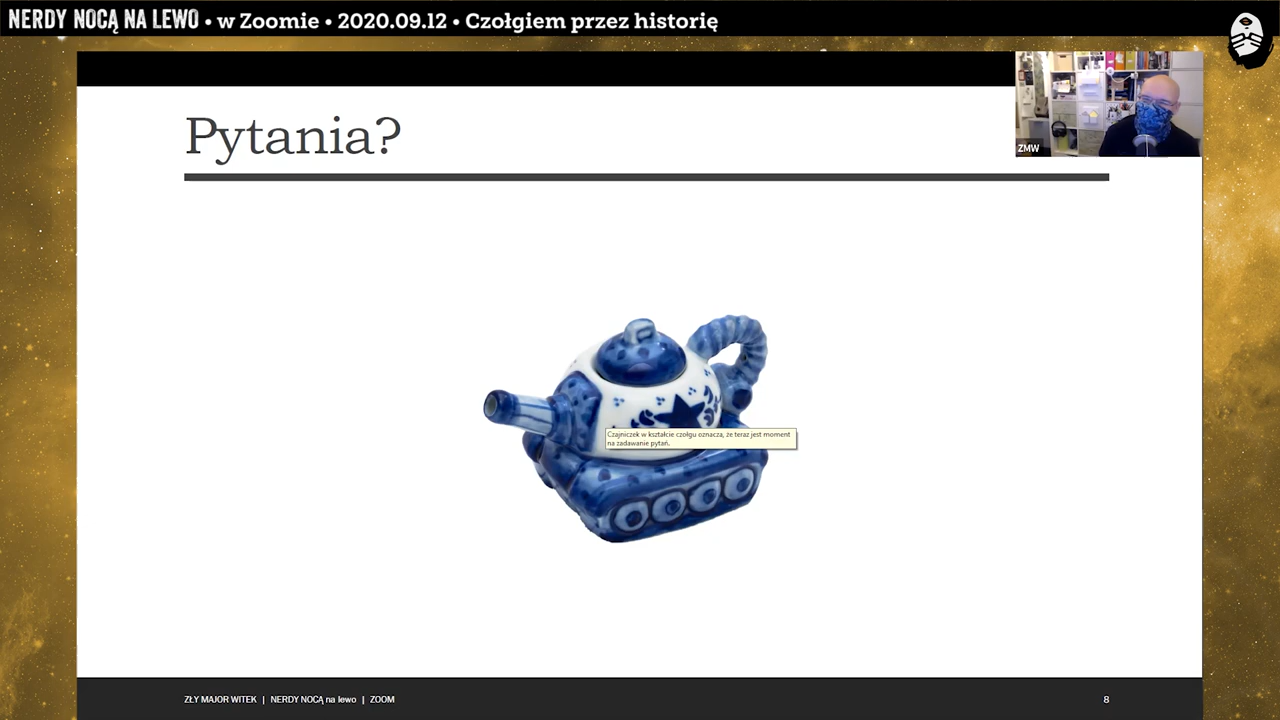 NERDY NOCĄ NA LEWO • w Zoomie • 2020.09.12 • Czołgiem przez historię
Pytania?
ZMW
Czajniczek w kształcie czołgu oznacza, że teraz jest moment
na zadawanie pytań.
ZŁY MAJOR WITEK | NERDY NOCĄ na lewo | ZOOM
8